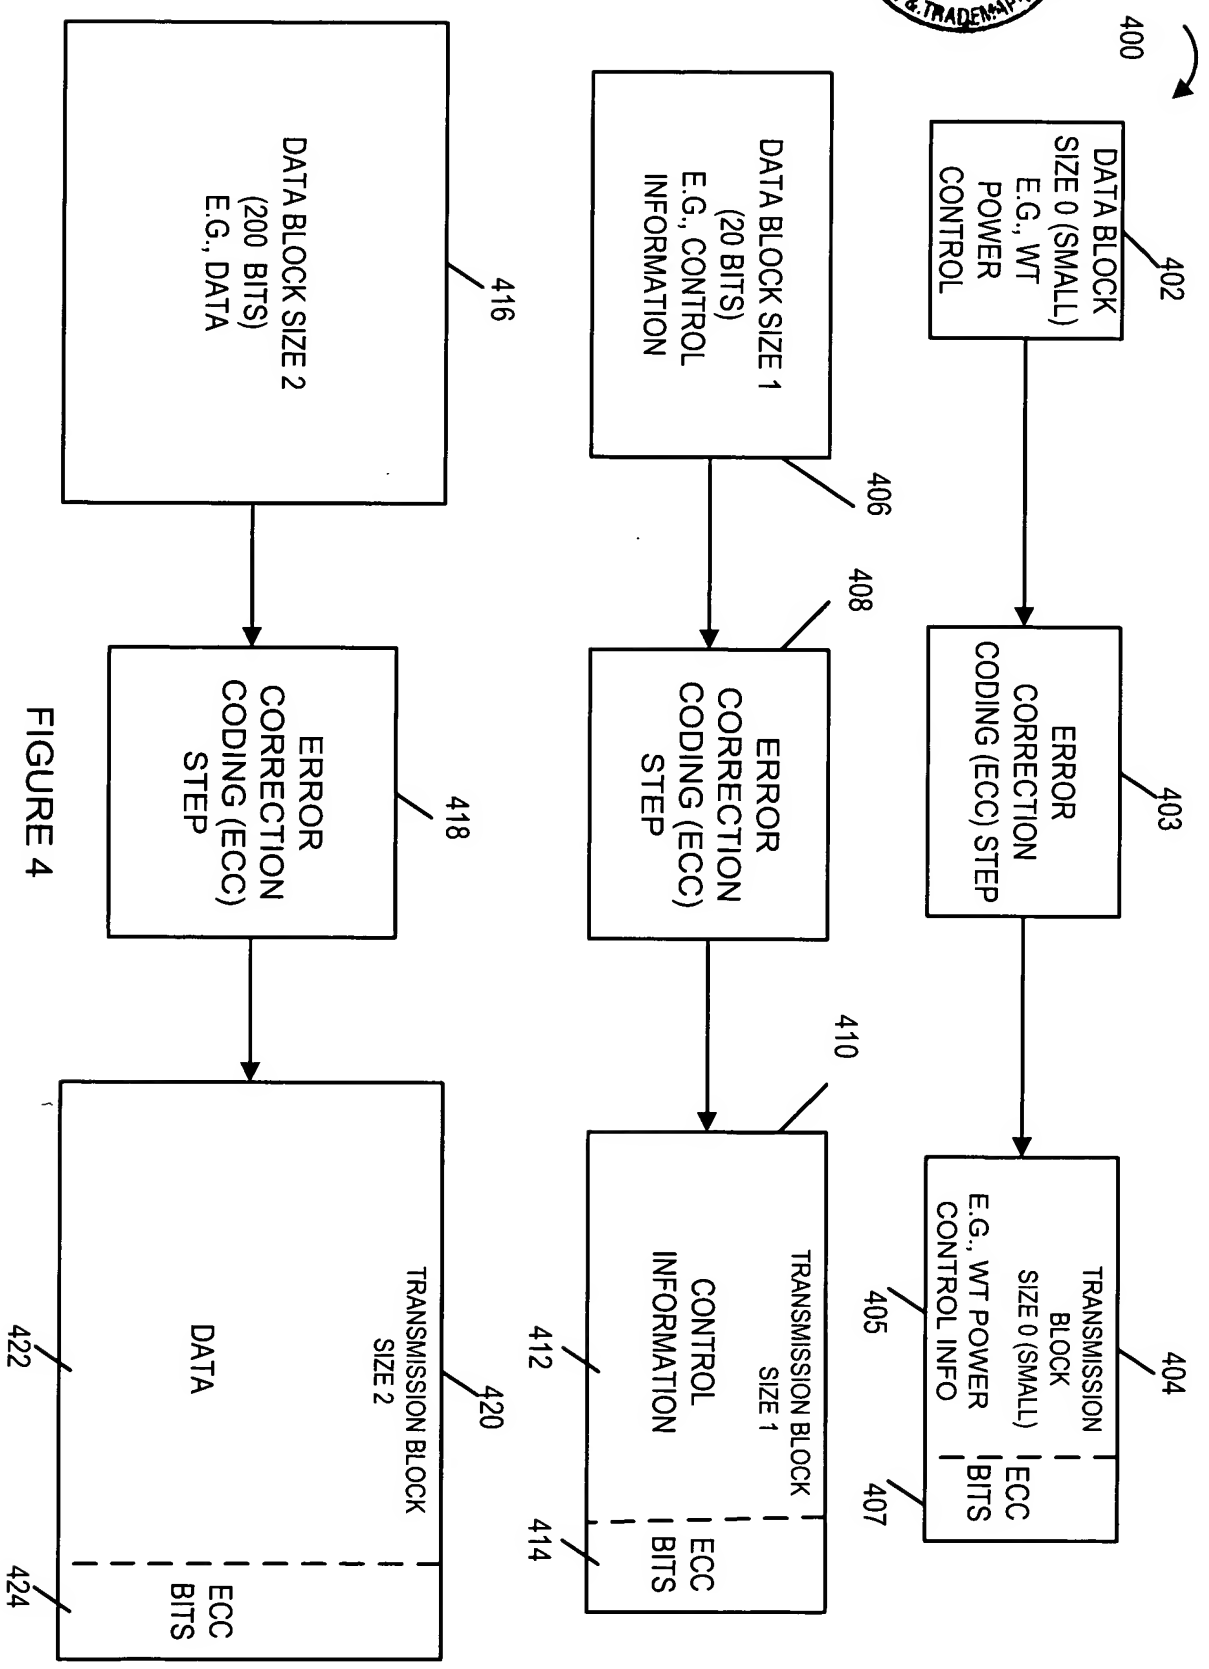 & TRADEMAR
400
DATA BLOCK
SIZE 0 (SMALL)
E.G., WT
POWER
CONTROL
402
ERROR
CORRECTION
CODING (ECC) STEP
403
TRANSMISSION
BLOCK
SIZE 0 (SMALL)
E.G., WT POWER
CONTROL INFO
ECC
BITS
404
405
407
DATA BLOCK SIZE 1
(20 BITS)
E.G., CONTROL
INFORMATION
406
ERROR
CORRECTION
CODING (ECC)
STEP
408
410
TRANSMISSION BLOCK
SIZE 1
CONTROL
INFORMATION
ECC
BITS
412
414
DATA BLOCK SIZE 2
(200 BITS)
E.G., DATA
416
ERROR
CORRECTION
CODING (ECC)
STEP
418
TRANSMISSION BLOCK
SIZE 2
DATA
ECC
BITS
420
422
424
FIGURE 4